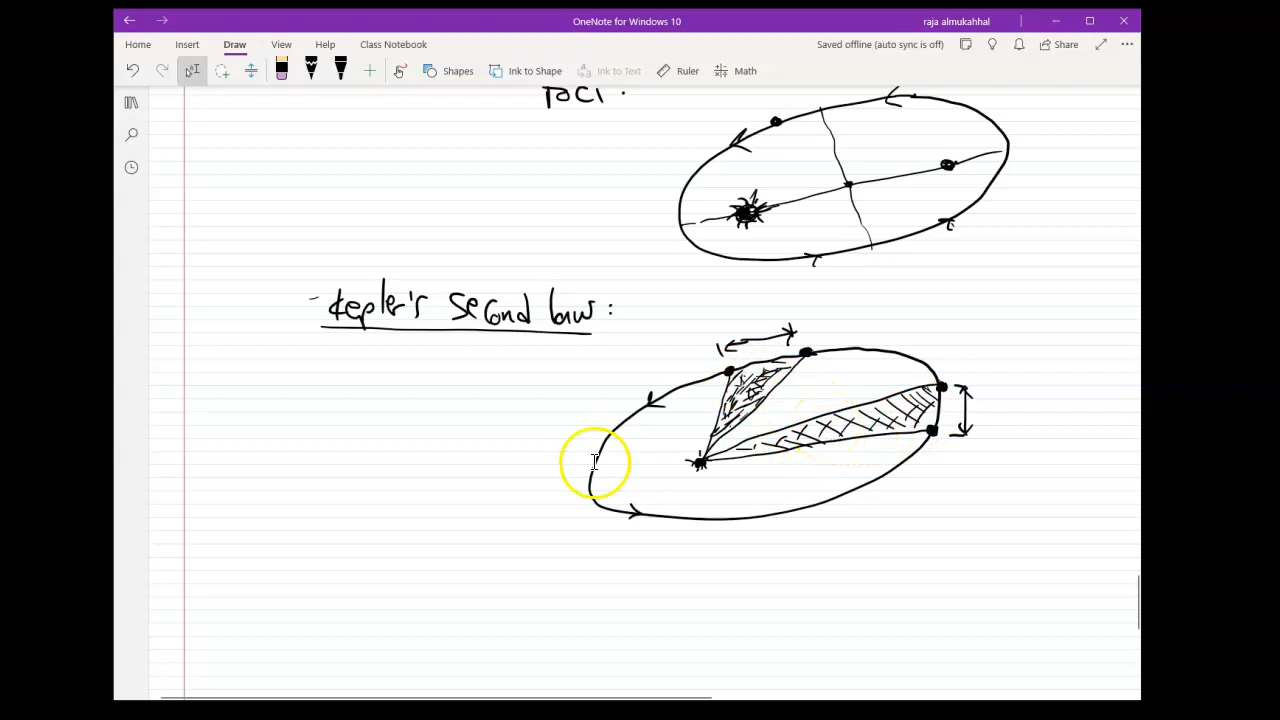 OneNote for Windows 10
raja almukahhal
Home Insert Draw View Help Class Notebook
Saved offline (auto sync is off)
Share
Shapes
Ink to Shape
Ink to Text
Ruler
Math
foci.
- Kepler's Second law: